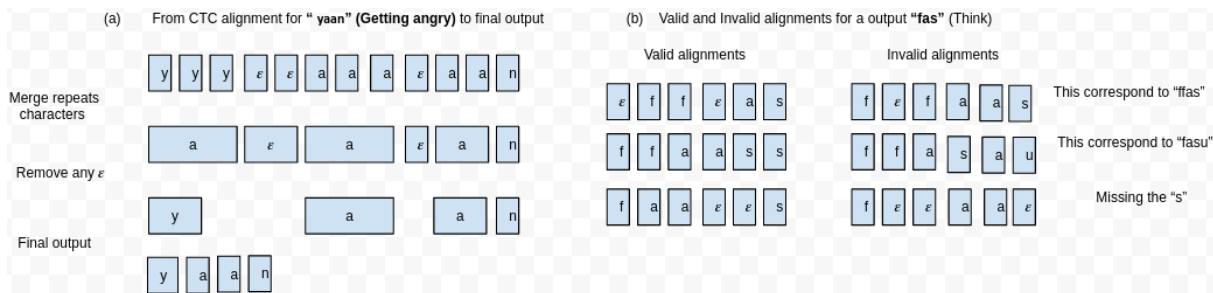 (a) From CTC alignment for “ yaan” (Getting angry) to final output
y y y ε ε a a a ε a a n
Merge repeats
characters
a ε a ε a n
Remove any ε
y a a n
Final output
y a a n
(b) Valid and Invalid alignments for a output “fas” (Think)
Valid alignments
ε f f ε a s
f f a a s s
f a a ε ε s
Invalid alignments
f ε f a a s
This correspond to “ffas”
f f a s a u
This correspond to “fasu”
f ε ε a a ε
Missing the “s”